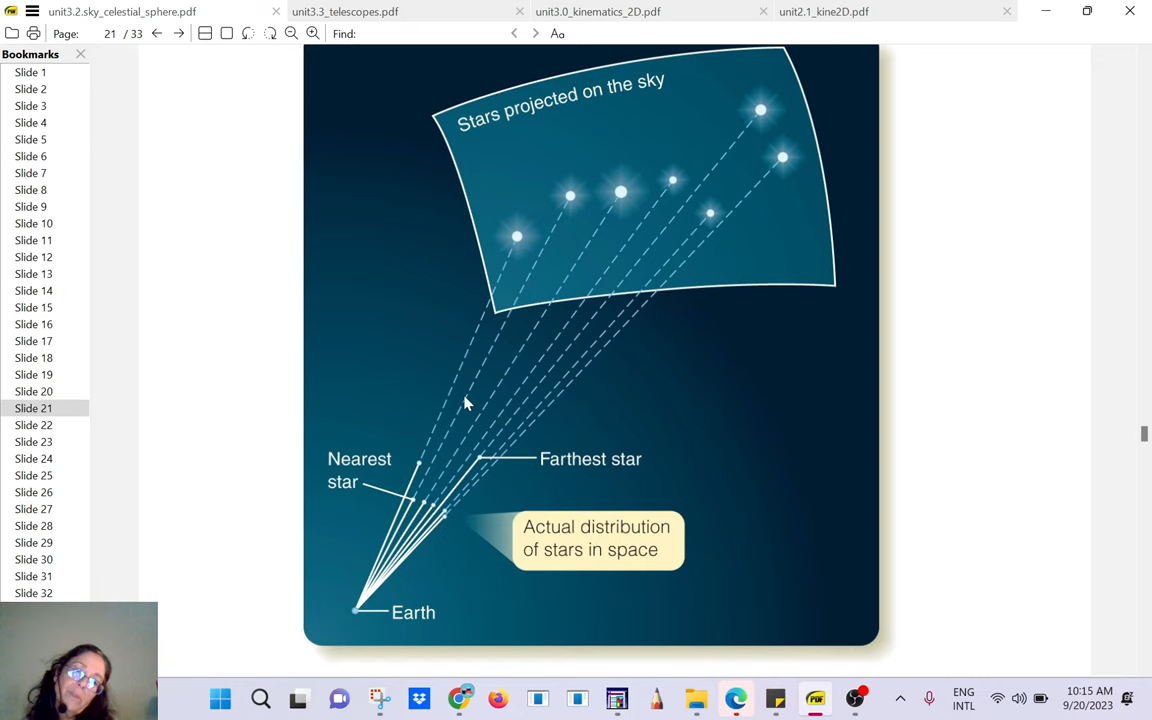 unit3.2.sky_celestial_sphere.pdf
unit3.3_telescopes.pdf
unit3.0_kinematics_2D.pdf
unit2.1_kine2D.pdf
Page: 21 / 33
Find:
Aa
Bookmarks
Slide 1
Slide 2
Slide 3
Slide 4
Slide 5
Slide 6
Slide 7
Slide 8
Slide 9
Slide 10
Slide 11
Slide 12
Slide 13
Slide 14
Slide 15
Slide 16
Slide 17
Slide 18
Slide 19
Slide 20
Slide 21
Slide 22
Slide 23
Slide 24
Slide 25
Slide 26
Slide 27
Slide 28
Slide 29
Slide 30
Slide 31
Slide 32
Stars projected on the sky
Nearest
star
Farthest star
Actual distribution
of stars in space
Earth
ENG
INTL
10:15 AM
9/20/2023